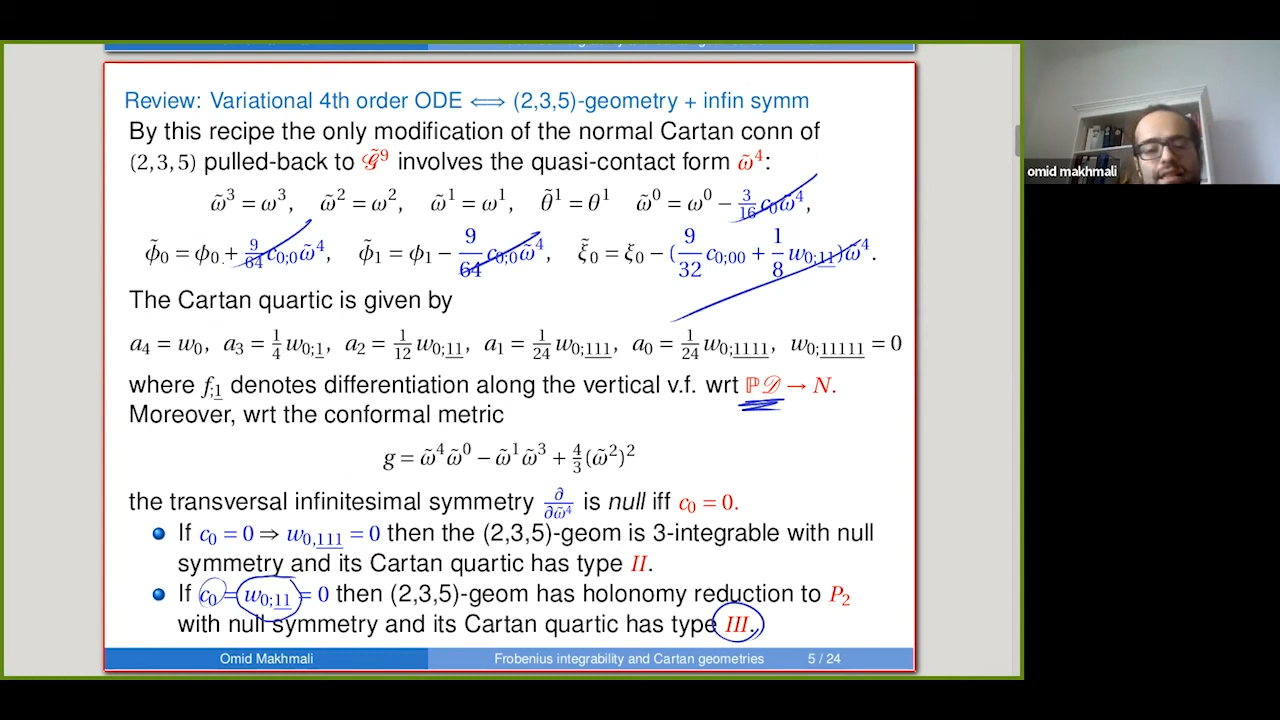 Review: Variational 4th order ODE ⟺ (2,3,5)-geometry + infin symm
By this recipe the only modification of the normal Cartan conn of
(2,3,5) pulled-back to 𝒢̃⁹ involves the quasi-contact form ω̃⁴:
ω̃³ = ω³, ω̃² = ω², ω̃¹ = ω¹, θ̃¹ = θ¹ ω̃⁰ = ω⁰ − 3/16 c₀ω̃⁴,
ϕ̃₀ = ϕ₀ + 9/64 c₀;₀ω̃⁴, ϕ̃₁ = ϕ₁ − 9/64 c₀;₀ω̃⁴, ξ̃₀ = ξ₀ − (9/32 c₀;₀₀ + 1/8 w₀;₁₁)ω̃⁴.
The Cartan quartic is given by
a₄ = w₀, a₃ = 1/4 w₀;₁, a₂ = 1/12 w₀;₁₁, a₁ = 1/24 w₀;₁₁₁, a₀ = 1/24 w₀;₁₁₁₁, w₀;₁₁₁₁₁ = 0
where f;₁ denotes differentiation along the vertical v.f. wrt ℙ𝒟 → N.
Moreover, wrt the conformal metric
g = ω̃⁴ω̃⁰ − ω̃¹ω̃³ + 4/3(ω̃²)²
the transversal infinitesimal symmetry ∂/∂ω̃⁴ is null iff c₀ = 0.
If c₀ = 0 ⇒ w₀,₁₁₁ = 0 then the (2,3,5)-geom is 3-integrable with null
symmetry and its Cartan quartic has type II.
If c₀ = w₀;₁₁ = 0 then (2,3,5)-geom has holonomy reduction to P₂
with null symmetry and its Cartan quartic has type III.
Omid Makhmali Frobenius integrability and Cartan geometries 5 / 24
omid makhmali